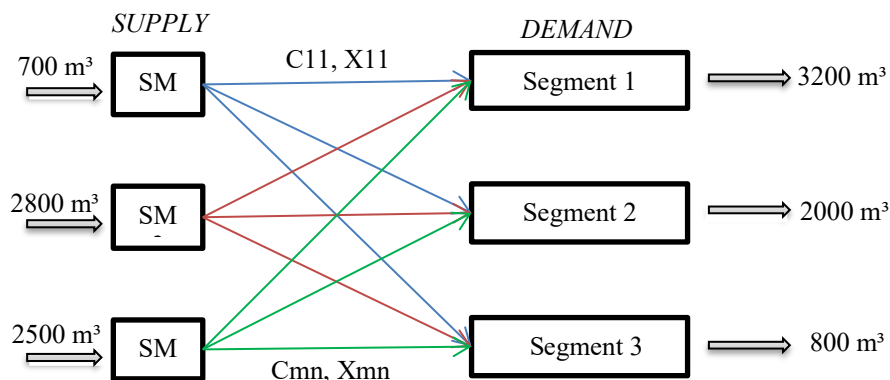 SUPPLY
DEMAND
700 m³
SM
C11, X11
Segment 1
3200 m³
2800 m³
SM
Segment 2
2000 m³
2500 m³
SM
Cmn, Xmn
Segment 3
800 m³